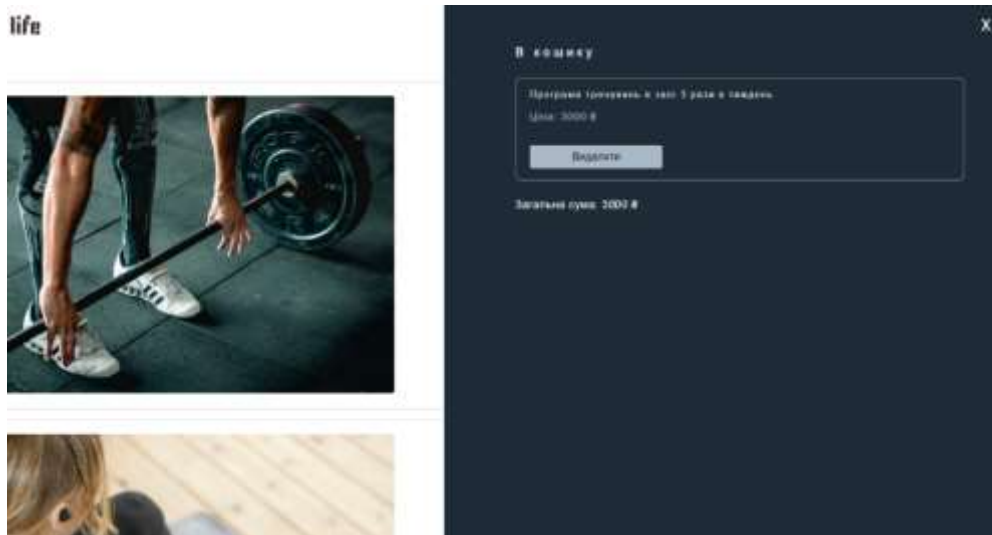 life
X
В кошику
Програма тренувань в залі 3 рази в тиждень
Ціна: 3000 ₴
Видалити
Загальна сума: 3000 ₴